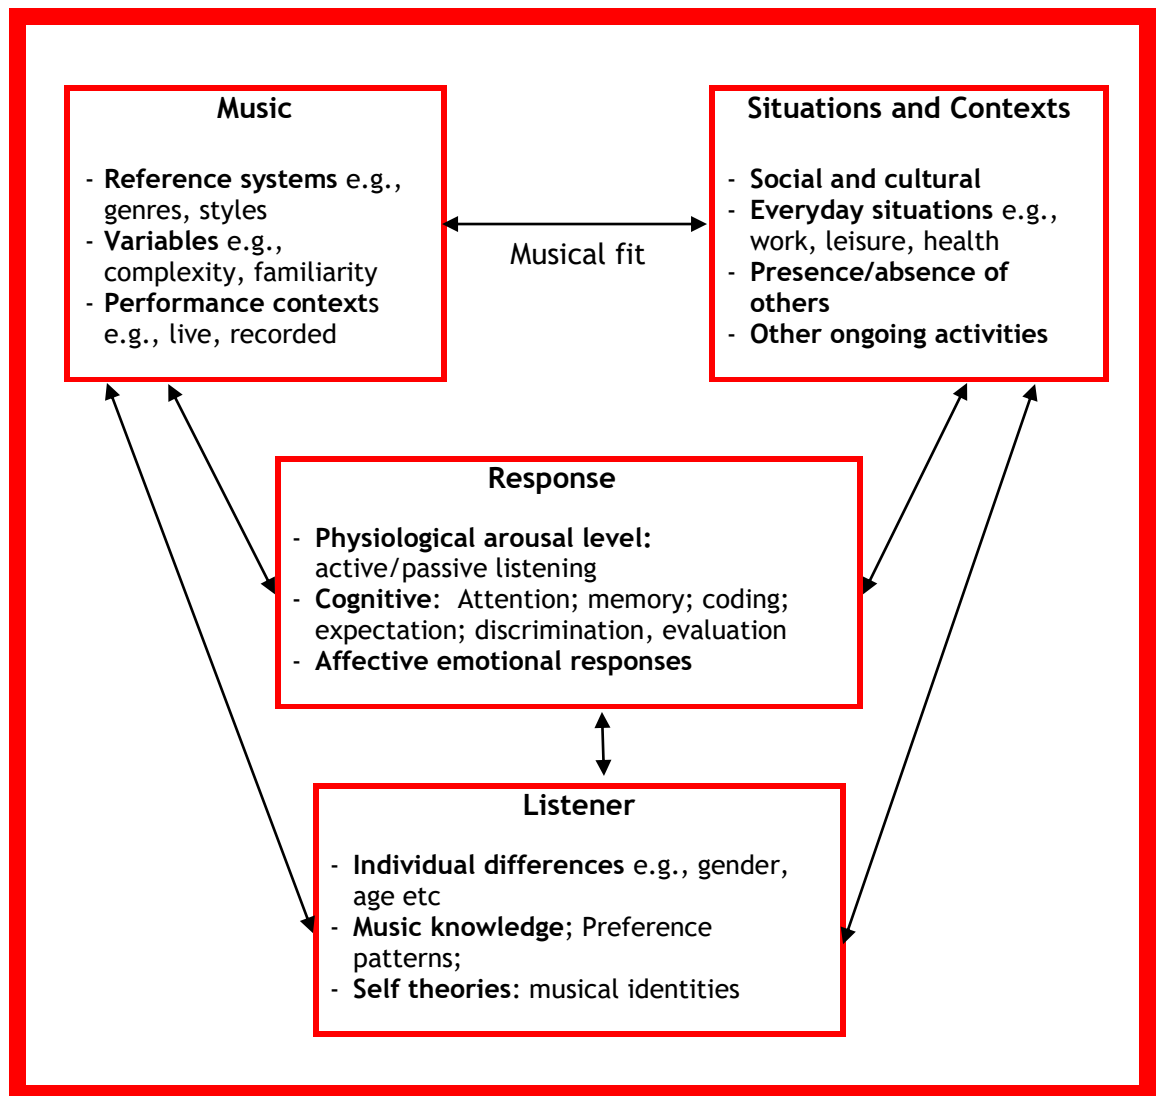 Music
- Reference systems e.g.,
genres, styles
- Variables e.g.,
complexity, familiarity
- Performance contexts
e.g., live, recorded
Musical fit
Situations and Contexts
- Social and cultural
- Everyday situations e.g.,
work, leisure, health
- Presence/absence of
others
- Other ongoing activities
Response
- Physiological arousal level:
active/passive listening
- Cognitive: Attention; memory; coding;
expectation; discrimination, evaluation
- Affective emotional responses
Listener
- Individual differences e.g., gender,
age etc
- Music knowledge; Preference
patterns;
- Self theories: musical identities